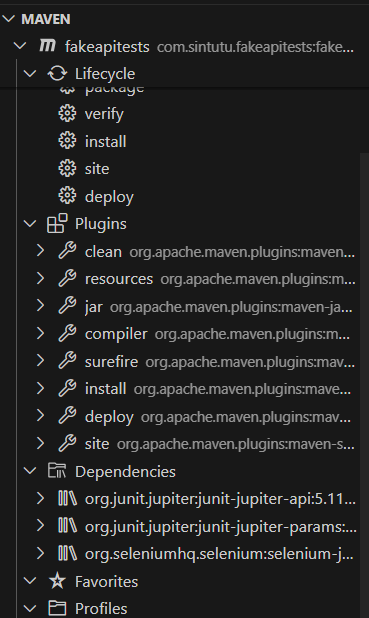 MAVEN
fakeapitests com.sintutu.fakeapitests:fake...
Lifecycle
package
verify
install
site
deploy
Plugins
clean org.apache.maven.plugins:maven...
resources org.apache.maven.plugins:m...
jar org.apache.maven.plugins:maven-ja...
compiler org.apache.maven.plugins:m...
surefire org.apache.maven.plugins:mav...
install org.apache.maven.plugins:mave...
deploy org.apache.maven.plugins:mav...
site org.apache.maven.plugins:maven-s...
Dependencies
org.junit.jupiter:junit-jupiter-api:5.11...
org.junit.jupiter:junit-jupiter-params:...
org.seleniumhq.selenium:selenium-j...
Favorites
Profiles